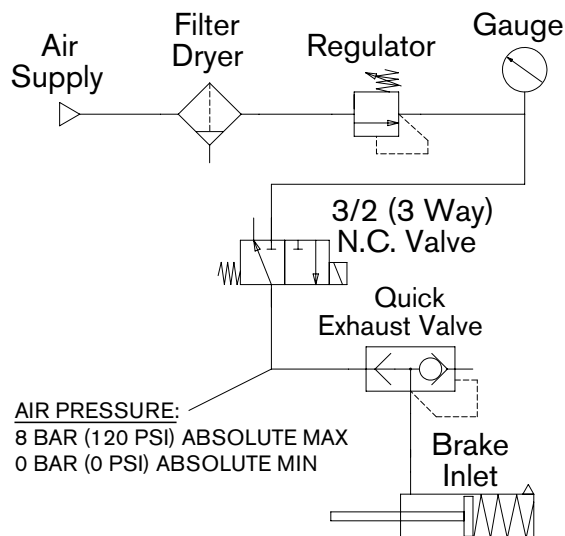 Air
Supply
Filter
Dryer
Regulator
Gauge
3/2 (3 Way)
N.C. Valve
Quick
Exhaust Valve
AIR PRESSURE:
8 BAR (120 PSI) ABSOLUTE MAX
0 BAR (0 PSI) ABSOLUTE MIN
Brake
Inlet